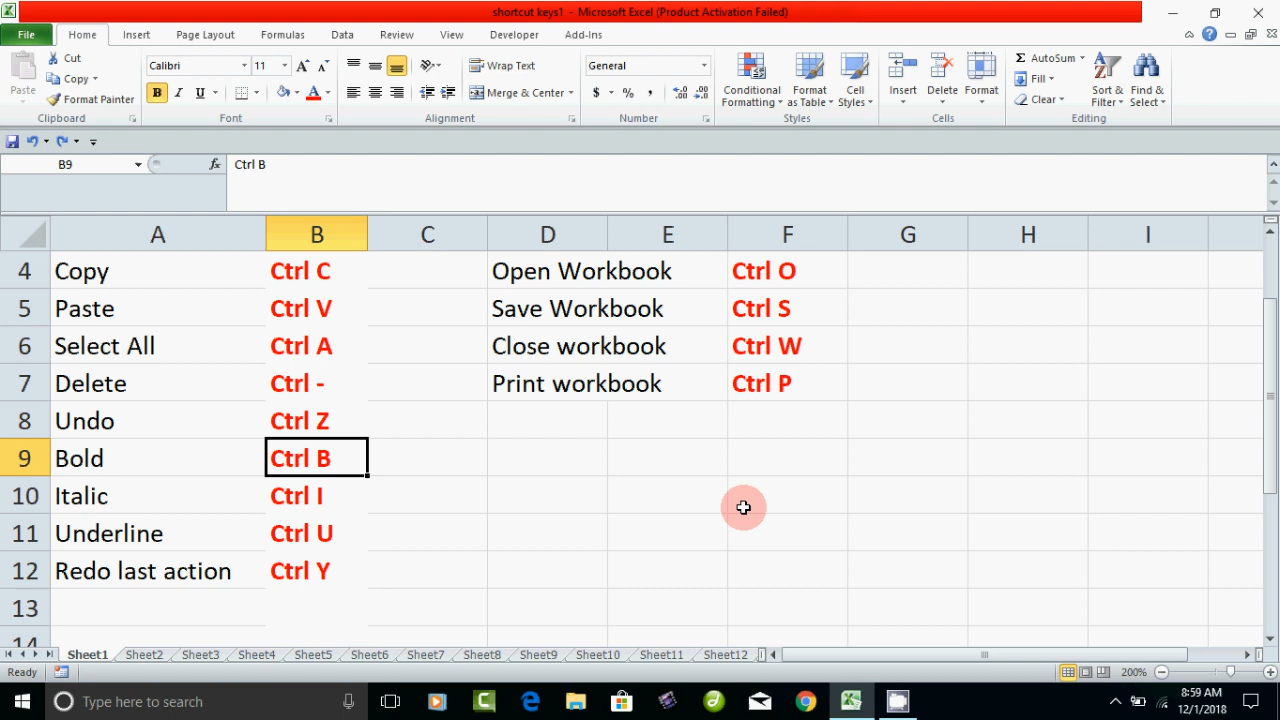 shortcut keys1 - Microsoft Excel (Product Activation Failed)
File Home Insert Page Layout Formulas Data Review View Developer Add-Ins
Paste
Cut
Copy
Format Painter
Clipboard
Calibri 11
B I U
Font
Wrap Text
Merge & Center
Alignment
General
$ % ,
Number
Conditional Formatting
Format as Table
Cell Styles
Styles
Insert Delete Format
Cells
Σ AutoSum
Fill
Clear
Sort & Filter
Find & Select
Editing
B9 fx Ctrl B
A B C D E F G H I
4 Copy Ctrl C Open Workbook Ctrl O
5 Paste Ctrl V Save Workbook Ctrl S
6 Select All Ctrl A Close workbook Ctrl W
7 Delete Ctrl - Print workbook Ctrl P
8 Undo Ctrl Z
9 Bold Ctrl B
10 Italic Ctrl I
11 Underline Ctrl U
12 Redo last action Ctrl Y
13
14
Sheet1 Sheet2 Sheet3 Sheet4 Sheet5 Sheet6 Sheet7 Sheet8 Sheet9 Sheet10 Sheet11 Sheet12
Ready 200%
Type here to search
8:59 AM
12/1/2018